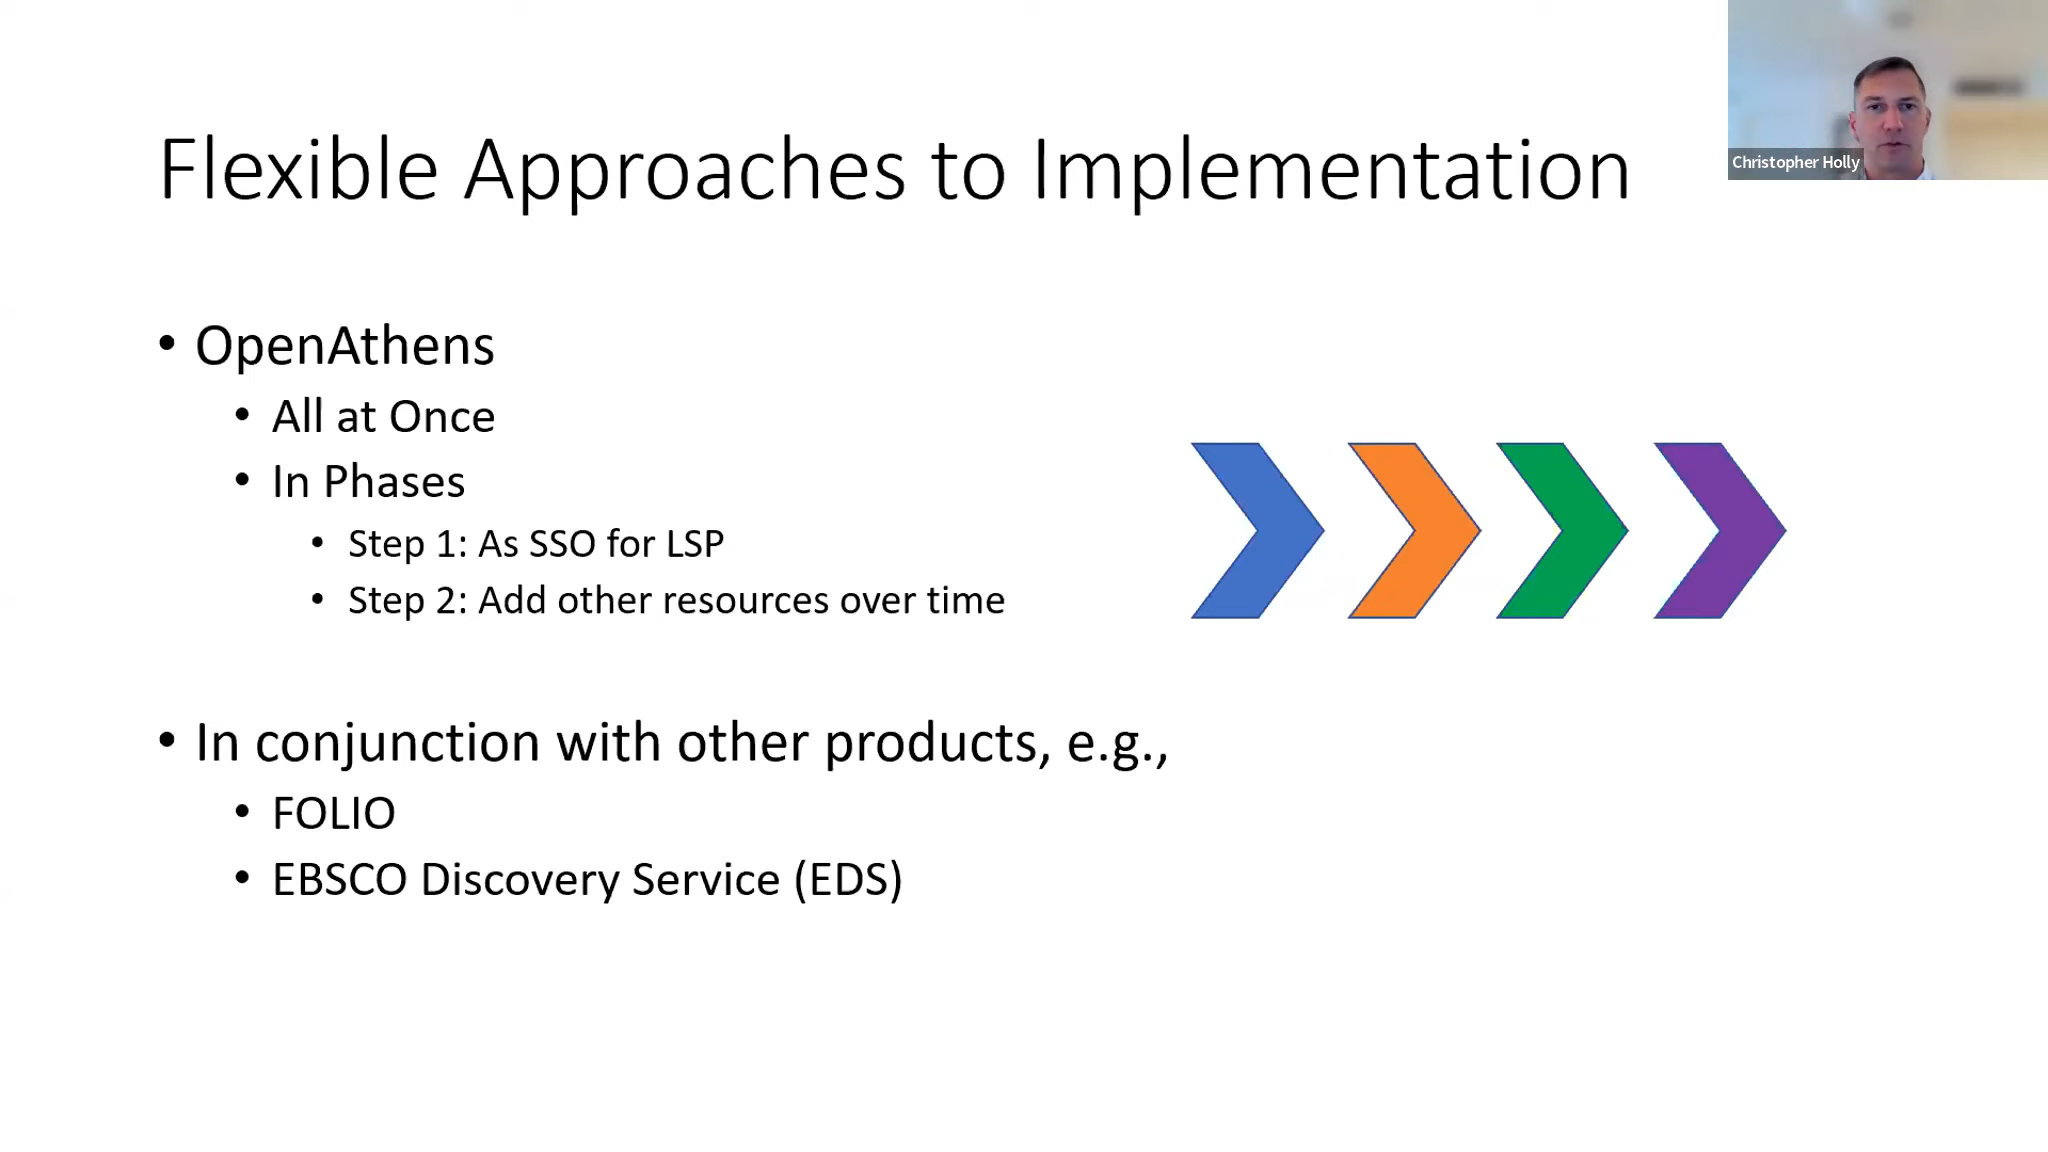 Flexible Approaches to Implementation
Christopher Holly
• OpenAthens
• All at Once
• In Phases
• Step 1: As SSO for LSP
• Step 2: Add other resources over time
• In conjunction with other products, e.g.,
• FOLIO
• EBSCO Discovery Service (EDS)